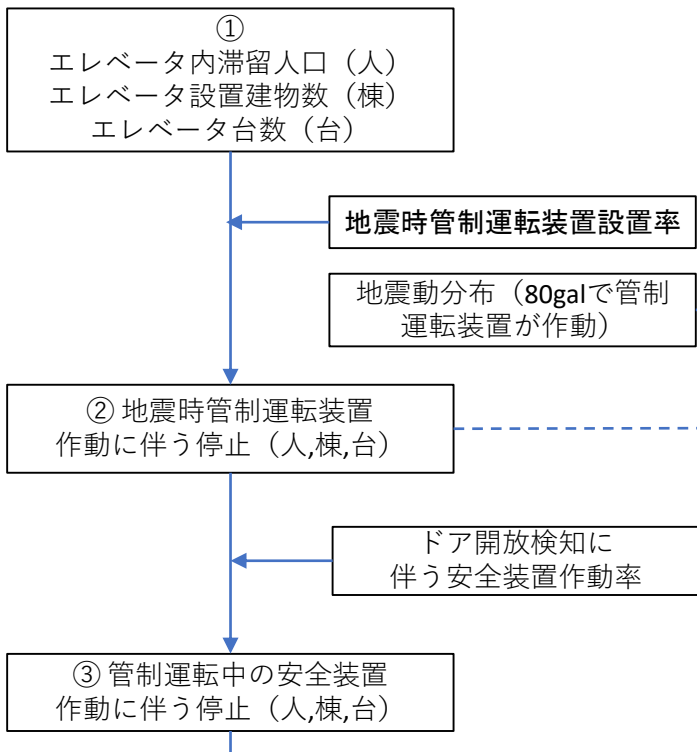 ①
エレベータ内滞留人口（人）
エレベータ設置建物数（棟）
エレベータ台数（台）
地震時管制運転装置設置率
地震動分布（80galで管制
運転装置が作動）
② 地震時管制運転装置
作動に伴う停止（人,棟,台）
ドア開放検知に
伴う安全装置作動率
③ 管制運転中の安全装置
作動に伴う停止（人,棟,台）